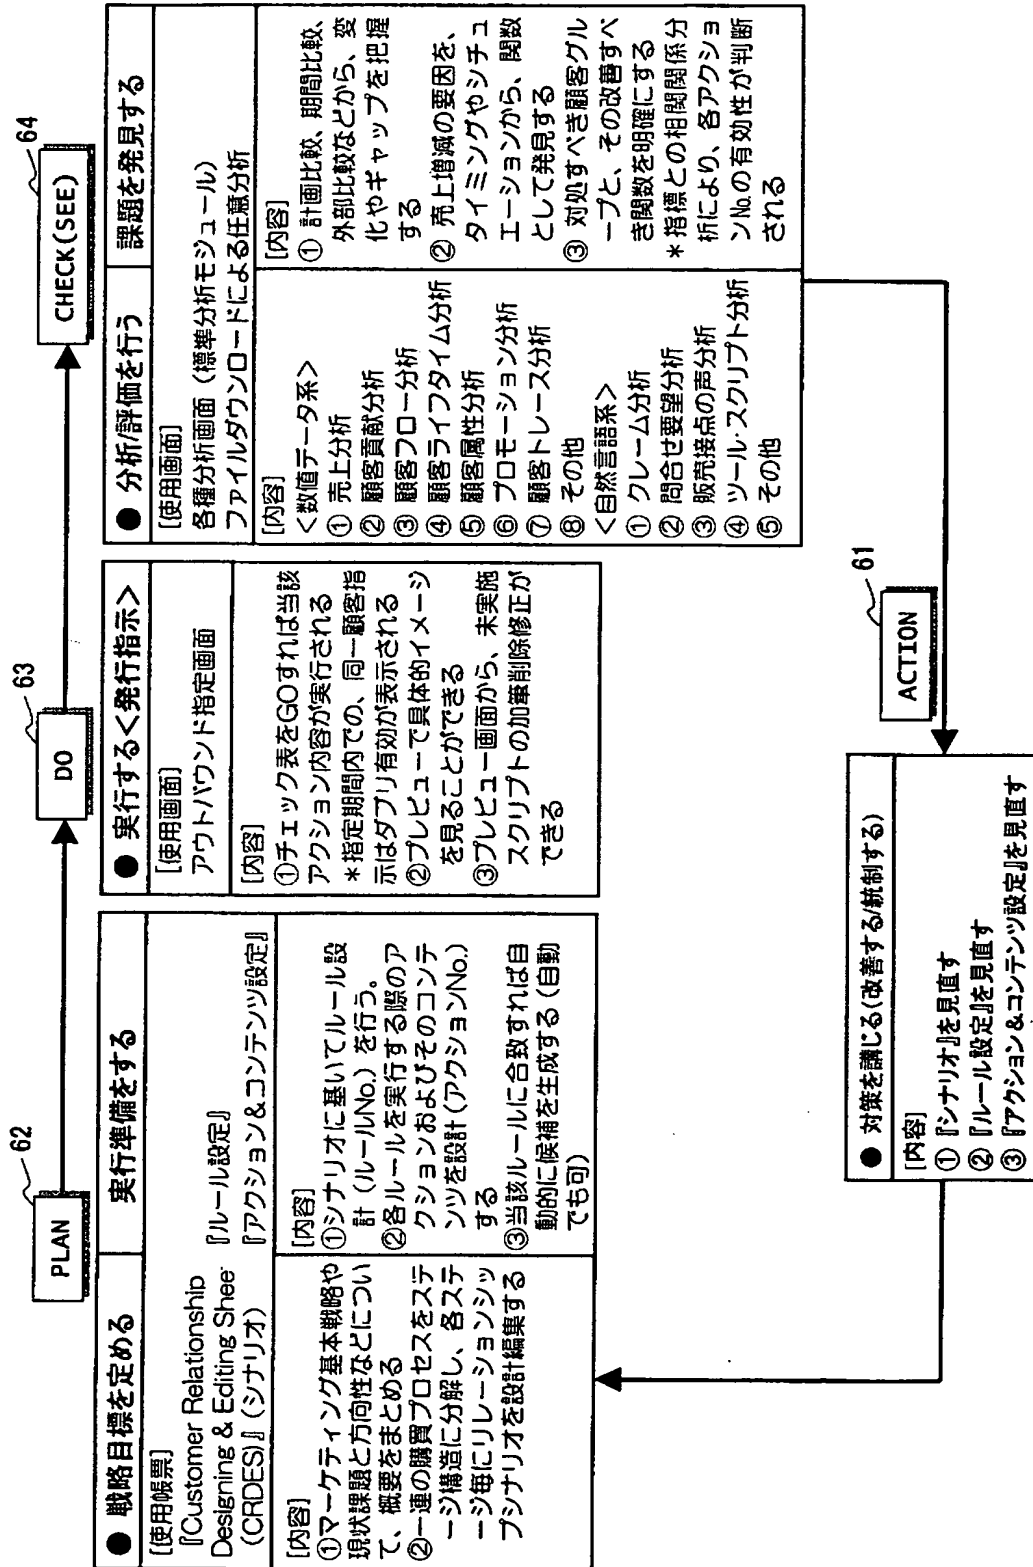 PLAN
62
● 戦略目標を定める
実行準備をする
[使用帳票]
『Customer Relationship
Designing & Editing Shee
(CRDES)』(シナリオ)
『ルール設定』
『アクション&コンテンツ設定』
[内容]
①マーケティング基本戦略や
現状課題と方向性などについ
て、概要をまとめる
②一連の購買プロセスをステ
ージ構造に分解し、各ステ
ージ毎にリレーションシッ
プシナリオを設計編集する
[内容]
①シナリオに基いてルール設
計(ルールNo.)を行う。
②各ルールを実行する際のア
クションおよびそのコンテ
ンツを設計(アクションNo.)
する
③当該ルールに合致すれば自
動的に候補を生成する(自動
でも可)
DO
63
● 実行する<発行指示>
[使用画面]
アウトバウンド指定画面
[内容]
①チェック表をGOすれば当該
アクション内容が実行される
*指定期間内での、同一顧客指
示はダブリ有効が表示される
②プレビューで具体的イメージ
を見ることができる
③プレビュー画面から、未実施
スクリプトの加筆削除修正が
できる
CHECK(SEE)
64
● 分析/評価を行う
課題を発見する
[使用画面]
各種分析画面(標準分析モジュール)
ファイルダウンロードによる任意分析
[内容]
<数値データ系>
① 売上分析
② 顧客貢献分析
③ 顧客フロー分析
④ 顧客ライフタイム分析
⑤ 顧客属性分析
⑥ プロモーション分析
⑦ 顧客トレース分析
⑧ その他
<自然言語系>
① クレーム分析
② 問合せ要望分析
③ 販売接点の声分析
④ ツール・スクリプト分析
⑤ その他
[内容]
① 計画比較、期間比較、
外部比較などから、変
化やギャップを把握
する
② 売上増減の要因を、
タイミングやシチュ
エーションから、関数
として発見する
③ 対処すべき顧客グル
ープと、その改善すべ
き関数を明確にする
*指標との相関関係分
析により、各アクショ
ンNo.の有効性が判断
される
ACTION
61
● 対策を講じる(改善する/統制する)
[内容]
① 『シナリオ』を見直す
② 『ルール設定』を見直す
③ 『アクション&コンテンツ設定』を見直す